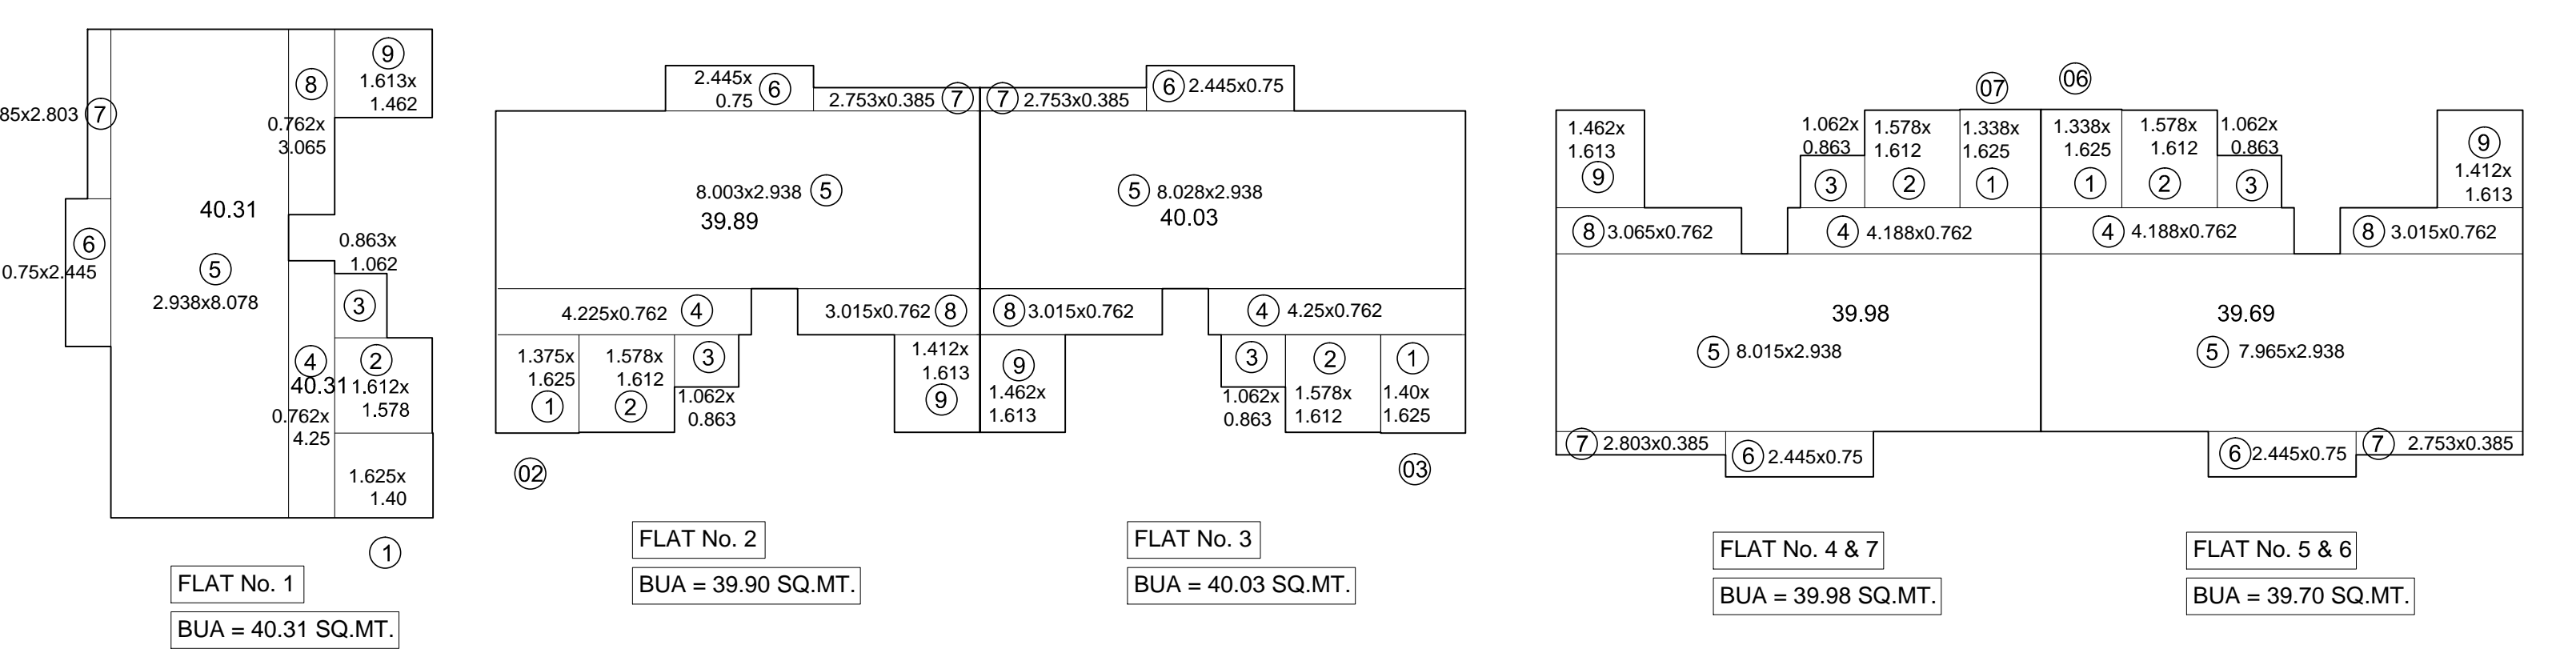 9
1.613x
1.462
8
7
85x2.803
0.762x
3.065
40.31
6
0.863x
1.062
5
0.75x2.445
2.938x8.078
3
4
2
40.31
1.612x
1.578
0.762x
4.25
1.625x
1.40
1
FLAT No. 1
BUA = 40.31 SQ.MT.
2.445x
0.75
6
2.753x0.385
7
8.003x2.938
5
39.89
4.225x0.762
4
3.015x0.762
8
1.375x
1.625
1
1.578x
1.612
2
3
1.062x
0.863
1.412x
1.613
9
02
FLAT No. 2
BUA = 39.90 SQ.MT.
7
2.753x0.385
6
2.445x0.75
5
8.028x2.938
40.03
8
3.015x0.762
4
4.25x0.762
9
1.462x
1.613
3
1.062x
0.863
2
1.578x
1.612
1
1.40x
1.625
03
FLAT No. 3
BUA = 40.03 SQ.MT.
07
1.462x
1.613
9
1.062x
0.863
3
1.578x
1.612
2
1.338x
1.625
1
8
3.065x0.762
4
4.188x0.762
39.98
5
8.015x2.938
7
2.803x0.385
6
2.445x0.75
FLAT No. 4 & 7
BUA = 39.98 SQ.MT.
06
1.338x
1.625
1
1.578x
1.612
2
1.062x
0.863
3
9
1.412x
1.613
4
4.188x0.762
8
3.015x0.762
39.69
5
7.965x2.938
6
2.445x0.75
7
2.753x0.385
FLAT No. 5 & 6
BUA = 39.70 SQ.MT.